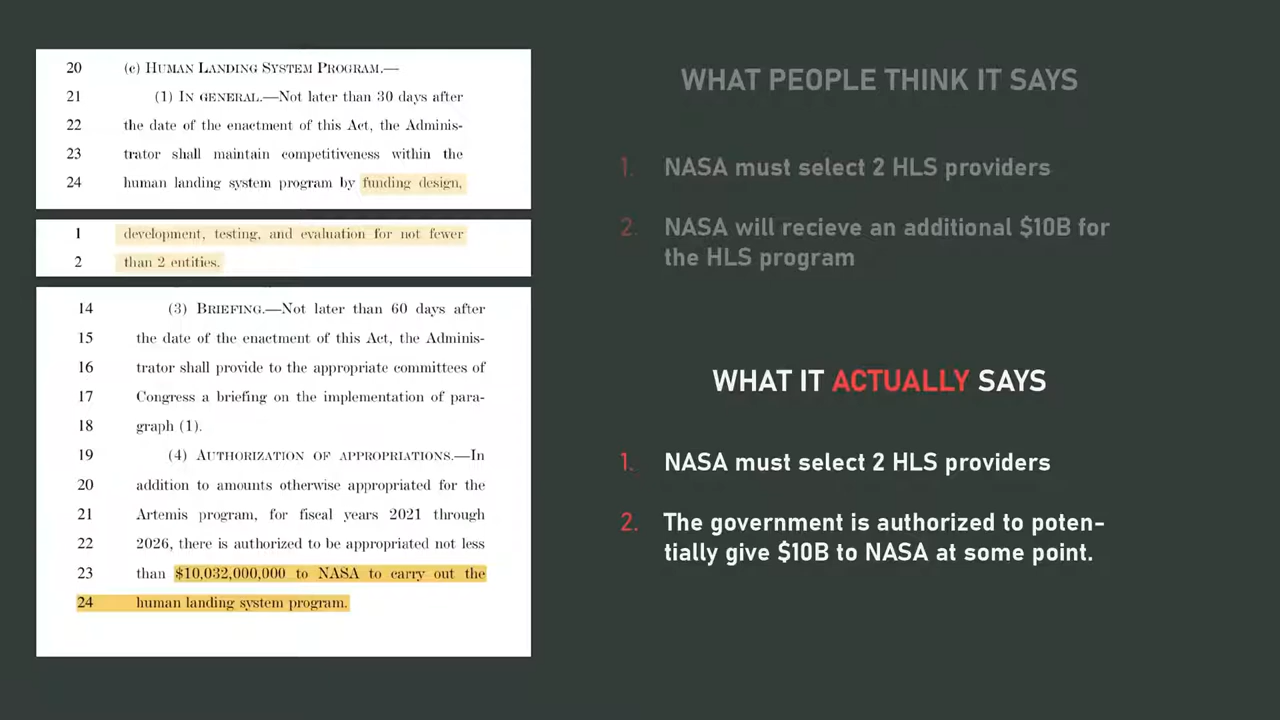 20 (c) HUMAN LANDING SYSTEM PROGRAM.—
21 (1) IN GENERAL.—Not later than 30 days after
22 the date of the enactment of this Act, the Adminis-
23 trator shall maintain competitiveness within the
24 human landing system program by funding design,
1 development, testing, and evaluation for not fewer
2 than 2 entities.
14 (3) BRIEFING.—Not later than 60 days after
15 the date of the enactment of this Act, the Adminis-
16 trator shall provide to the appropriate committees of
17 Congress a briefing on the implementation of para-
18 graph (1).
19 (4) AUTHORIZATION OF APPROPRIATIONS.—In
20 addition to amounts otherwise appropriated for the
21 Artemis program, for fiscal years 2021 through
22 2026, there is authorized to be appropriated not less
23 than $10,032,000,000 to NASA to carry out the
24 human landing system program.
WHAT PEOPLE THINK IT SAYS
1. NASA must select 2 HLS providers
2. NASA will recieve an additional $10B for
the HLS program
WHAT IT ACTUALLY SAYS
1. NASA must select 2 HLS providers
2. The government is authorized to poten-
tially give $10B to NASA at some point.